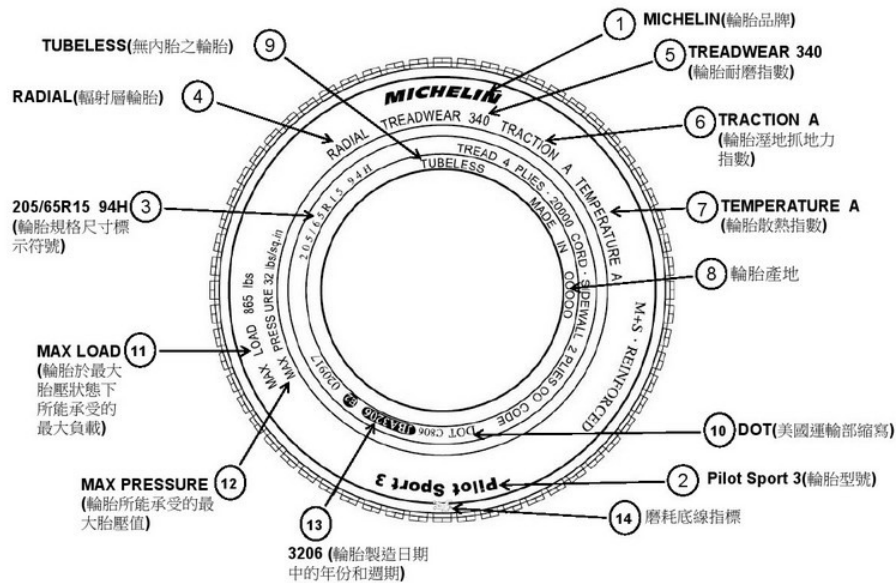 ① MICHELIN(輪胎品牌)
TUBELESS(無內胎之輪胎) ⑨
⑤ TREADWEAR 340
(輪胎耐磨指數)
RADIAL(輻射層輪胎) ④
⑥ TRACTION A
(輪胎溼地抓地力
指數)
205/65R15 94H ③
(輪胎規格尺寸標
示符號)
⑦ TEMPERATURE A
(輪胎散熱指數)
⑧ 輪胎產地
MAX LOAD ⑪
(輪胎於最大
胎壓狀態下
所能承受的
最大負載)
⑩ DOT(美國運輸部縮寫)
MAX PRESSURE ⑫
(輪胎所能承受的最
大胎壓值)
② Pilot Sport 3(輪胎型號)
⑬
3206 (輪胎製造日期
中的年份和週期)
⑭ 磨耗底線指標
MICHELIN
RADIAL TREADWEAR 340 TRACTION A TEMPERATURE A
M+S · REINFORCED
TREAD 4 PLIES · 20000 CORD · SIDEWALL 2 PLIES OO CODE
TUBELESS
MADE IN OOOOO
205/65R15 94H
MAX LOAD 865 lbs
MAX PRESSURE 32 lbs/sq.in
DOT C806 JBA3206 E2 020917
Pilot Sport 3